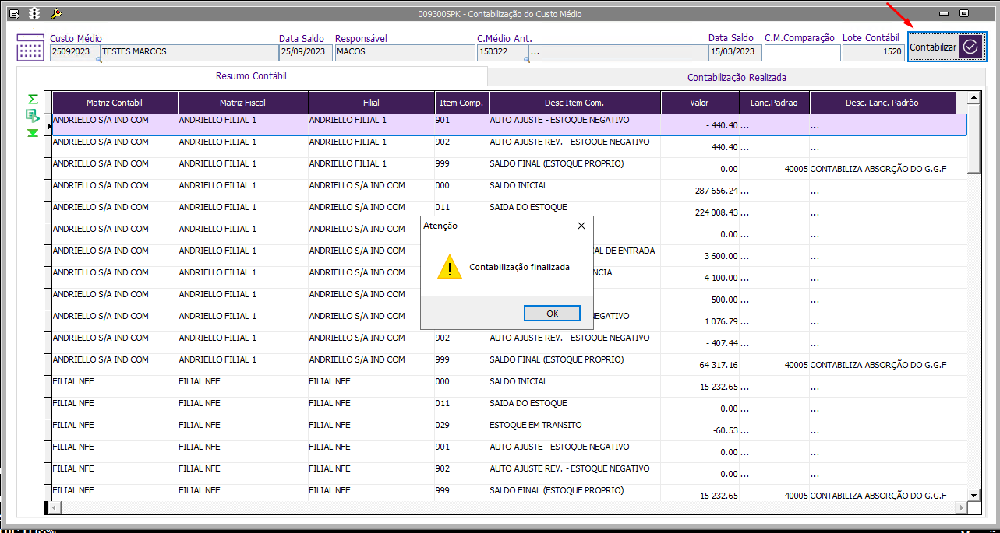 009300SPK - Contabilização do Custo Médio
Custo Médio Data Saldo Responsável C.Médio Ant. Data Saldo C.M.Comparação Lote Contábil
25092023 TESTES MARCOS 25/09/2023 MACOS 150322 ... 15/03/2023 1520 Contabilizar
Resumo Contábil Contabilização Realizada
Matriz Contabil Matriz Fiscal Filial Item Comp. Desc Item Com. Valor Lanc.Padrao Desc. Lanc. Padrão
ANDRIELLO S/A IND COM ANDRIELLO FILIAL 1 ANDRIELLO FILIAL 1 901 AUTO AJUSTE - ESTOQUE NEGATIVO - 440.40 ... ...
ANDRIELLO S/A IND COM ANDRIELLO FILIAL 1 ANDRIELLO FILIAL 1 902 AUTO AJUSTE REV. - ESTOQUE NEGATIVO 440.40 ... ...
ANDRIELLO S/A IND COM ANDRIELLO FILIAL 1 ANDRIELLO FILIAL 1 999 SALDO FINAL (ESTOQUE PROPRIO) 0.00 40005 CONTABILIZA ABSORÇÃO DO G.G.F
ANDRIELLO S/A IND COM ANDRIELLO FILIAL 1 ANDRIELLO S/A IND COM 000 SALDO INICIAL 287 656.24 ... ...
ANDRIELLO S/A IND COM ANDRIELLO FILIAL 1 ANDRIELLO S/A IND COM 011 SAIDA DO ESTOQUE 224 008.43 ... ...
ANDRIELLO S/A IND COM ANDRIELLO FILIAL 1 ANDRIELLO S/A IND COM 0.00 ... ...
ANDRIELLO S/A IND COM ANDRIELLO FILIAL 1 ANDRIELLO S/A IND COM AL DE ENTRADA 3 600.00 ... ...
ANDRIELLO S/A IND COM ANDRIELLO FILIAL 1 ANDRIELLO S/A IND COM NCIA 4 100.00 ... ...
ANDRIELLO S/A IND COM ANDRIELLO FILIAL 1 ANDRIELLO S/A IND COM - 500.00 ... ...
ANDRIELLO S/A IND COM ANDRIELLO FILIAL 1 ANDRIELLO S/A IND COM EGATIVO 1 076.79 ... ...
ANDRIELLO S/A IND COM ANDRIELLO FILIAL 1 ANDRIELLO S/A IND COM 902 AUTO AJUSTE REV. - ESTOQUE NEGATIVO - 407.44 ... ...
ANDRIELLO S/A IND COM ANDRIELLO FILIAL 1 ANDRIELLO S/A IND COM 999 SALDO FINAL (ESTOQUE PROPRIO) 64 317.16 40005 CONTABILIZA ABSORÇÃO DO G.G.F
FILIAL NFE FILIAL NFE FILIAL NFE 000 SALDO INICIAL -15 232.65 ... ...
FILIAL NFE FILIAL NFE FILIAL NFE 011 SAIDA DO ESTOQUE 0.00 ... ...
FILIAL NFE FILIAL NFE FILIAL NFE 029 ESTOQUE EM TRANSITO -60.53 ... ...
FILIAL NFE FILIAL NFE FILIAL NFE 901 AUTO AJUSTE - ESTOQUE NEGATIVO 0.00 ... ...
FILIAL NFE FILIAL NFE FILIAL NFE 902 AUTO AJUSTE REV. - ESTOQUE NEGATIVO 0.00 ... ...
FILIAL NFE FILIAL NFE FILIAL NFE 999 SALDO FINAL (ESTOQUE PROPRIO) -15 232.65 40005 CONTABILIZA ABSORÇÃO DO G.G.F
Atenção
Contabilização finalizada
OK